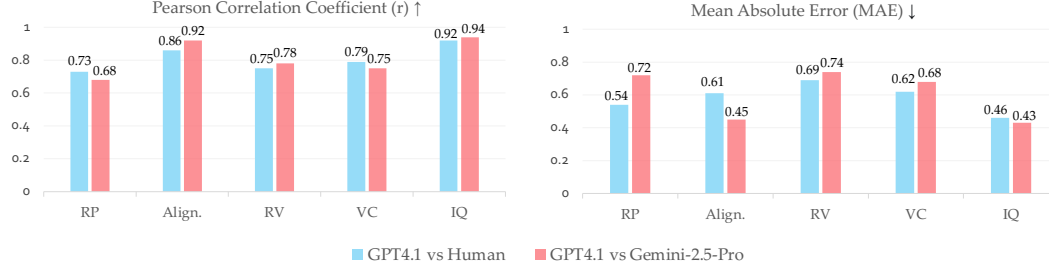 Pearson Correlation Coefficient (r) ↑
1
0.8
0.6
0.4
0.2
0
0.73
0.68
0.86
0.92
0.75
0.78
0.79
0.75
0.92
0.94
RP
Align.
RV
VC
IQ
Mean Absolute Error (MAE) ↓
1
0.8
0.6
0.4
0.2
0
0.54
0.72
0.61
0.45
0.69
0.74
0.62
0.68
0.46
0.43
RP
Align.
RV
VC
IQ
GPT4.1 vs Human
GPT4.1 vs Gemini-2.5-Pro